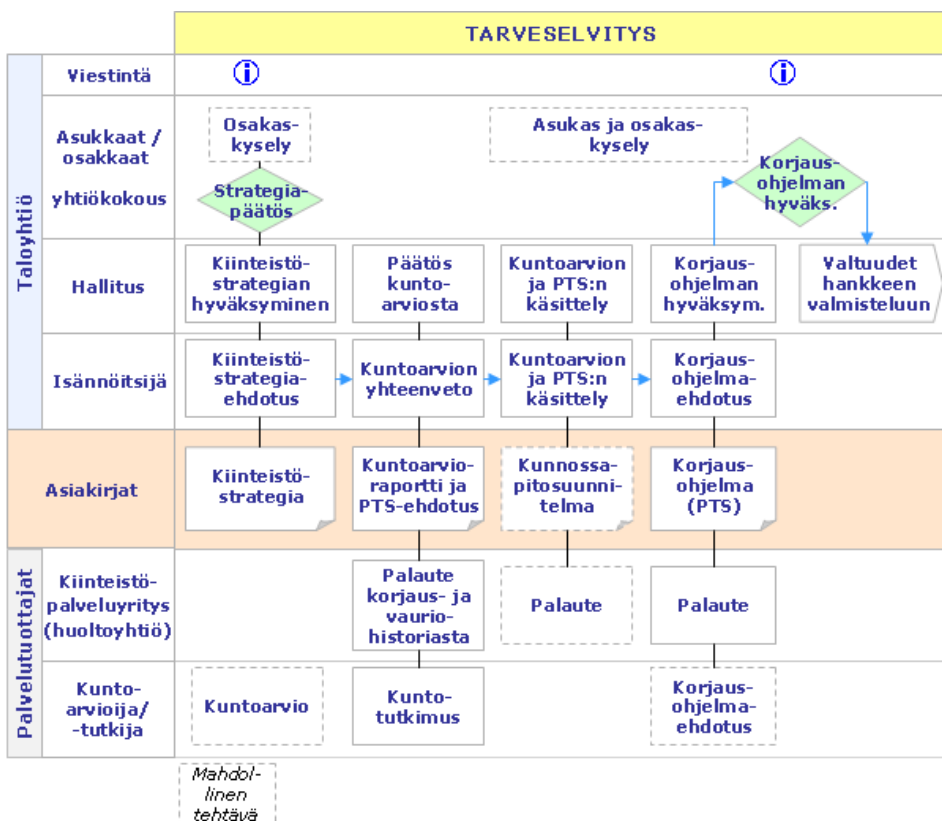 TARVESELVITYS
Taloyhtiö
Viestintä
i
i
Asukkaat /
osakkaat
yhtiökokous
Osakas-
kysely
Strategia-
päätös
Asukas ja osakas-
kysely
Korjaus-
ohjelman
hyväks.
Hallitus
Kiinteistö-
strategian
hyväksyminen
Päätös
kunto-
arviosta
Kuntoarvion
ja PTS:n
käsittely
Korjaus-
ohjelman
hyväksym.
Valtuudet
hankkeen
valmisteluun
Isännöitsijä
Kiinteistö-
strategia-
ehdotus
Kuntoarvion
yhteenveto
Kuntoarvion
ja PTS:n
käsittely
Korjaus-
ohjelma-
ehdotus
Asiakirjat
Kiinteistö-
strategia
Kuntoarvio-
raportti ja
PTS-ehdotus
Kunnossa-
pitosuunni-
telma
Korjaus-
ohjelma
(PTS)
Palvelutuottajat
Kiinteistö-
palveluyritys
(huoltoyhtiö)
Palaute
korjaus- ja
vaurio-
historiasta
Palaute
Palaute
Kunto-
arvioija/
-tutkija
Kuntoarvio
Kunto-
tutkimus
Korjaus-
ohjelma-
ehdotus
Mahdol-
linen
tehtävä